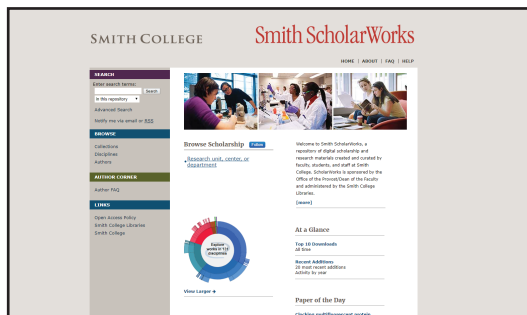 SMITH COLLEGE
Smith ScholarWorks
HOME | ABOUT | FAQ | HELP
SEARCH
Enter search terms:
Search
in this repository
Advanced Search
Notify me via email or RSS
BROWSE
Collections
Disciplines
Authors
AUTHOR CORNER
Author FAQ
LINKS
Open Access Policy
Smith College Libraries
Smith College
Browse Scholarship
Follow
Research unit, center, or
department
Explore
works in
disciplines
View Larger →
Welcome to Smith ScholarWorks, a
repository of digital scholarship and
research materials created and curated by
faculty, students, and staff at Smith
College. ScholarWorks is sponsored by the
Office of the Provost/Dean of the Faculty
and administered by the Smith College
Libraries.
[more]
At a Glance
Top 10 Downloads
All time
Recent Additions
20 most recent additions
Activity by year
Paper of the Day